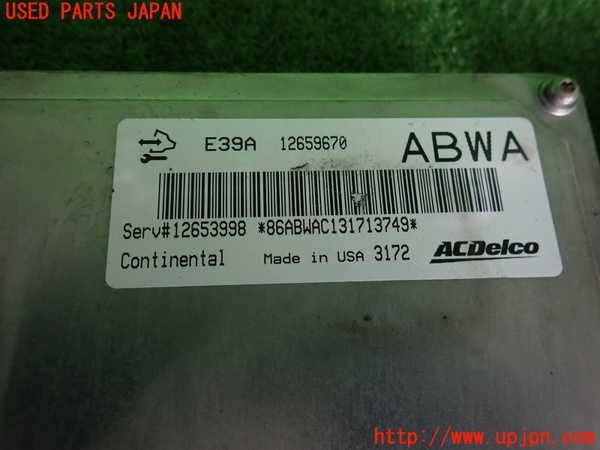 USED PARTS JAPAN
E39A 12659670 ABWA
Serv#12653998 *86ABWAC131713749*
Continental Made in USA 3172 ACDelco
http://www.upjpn.com/